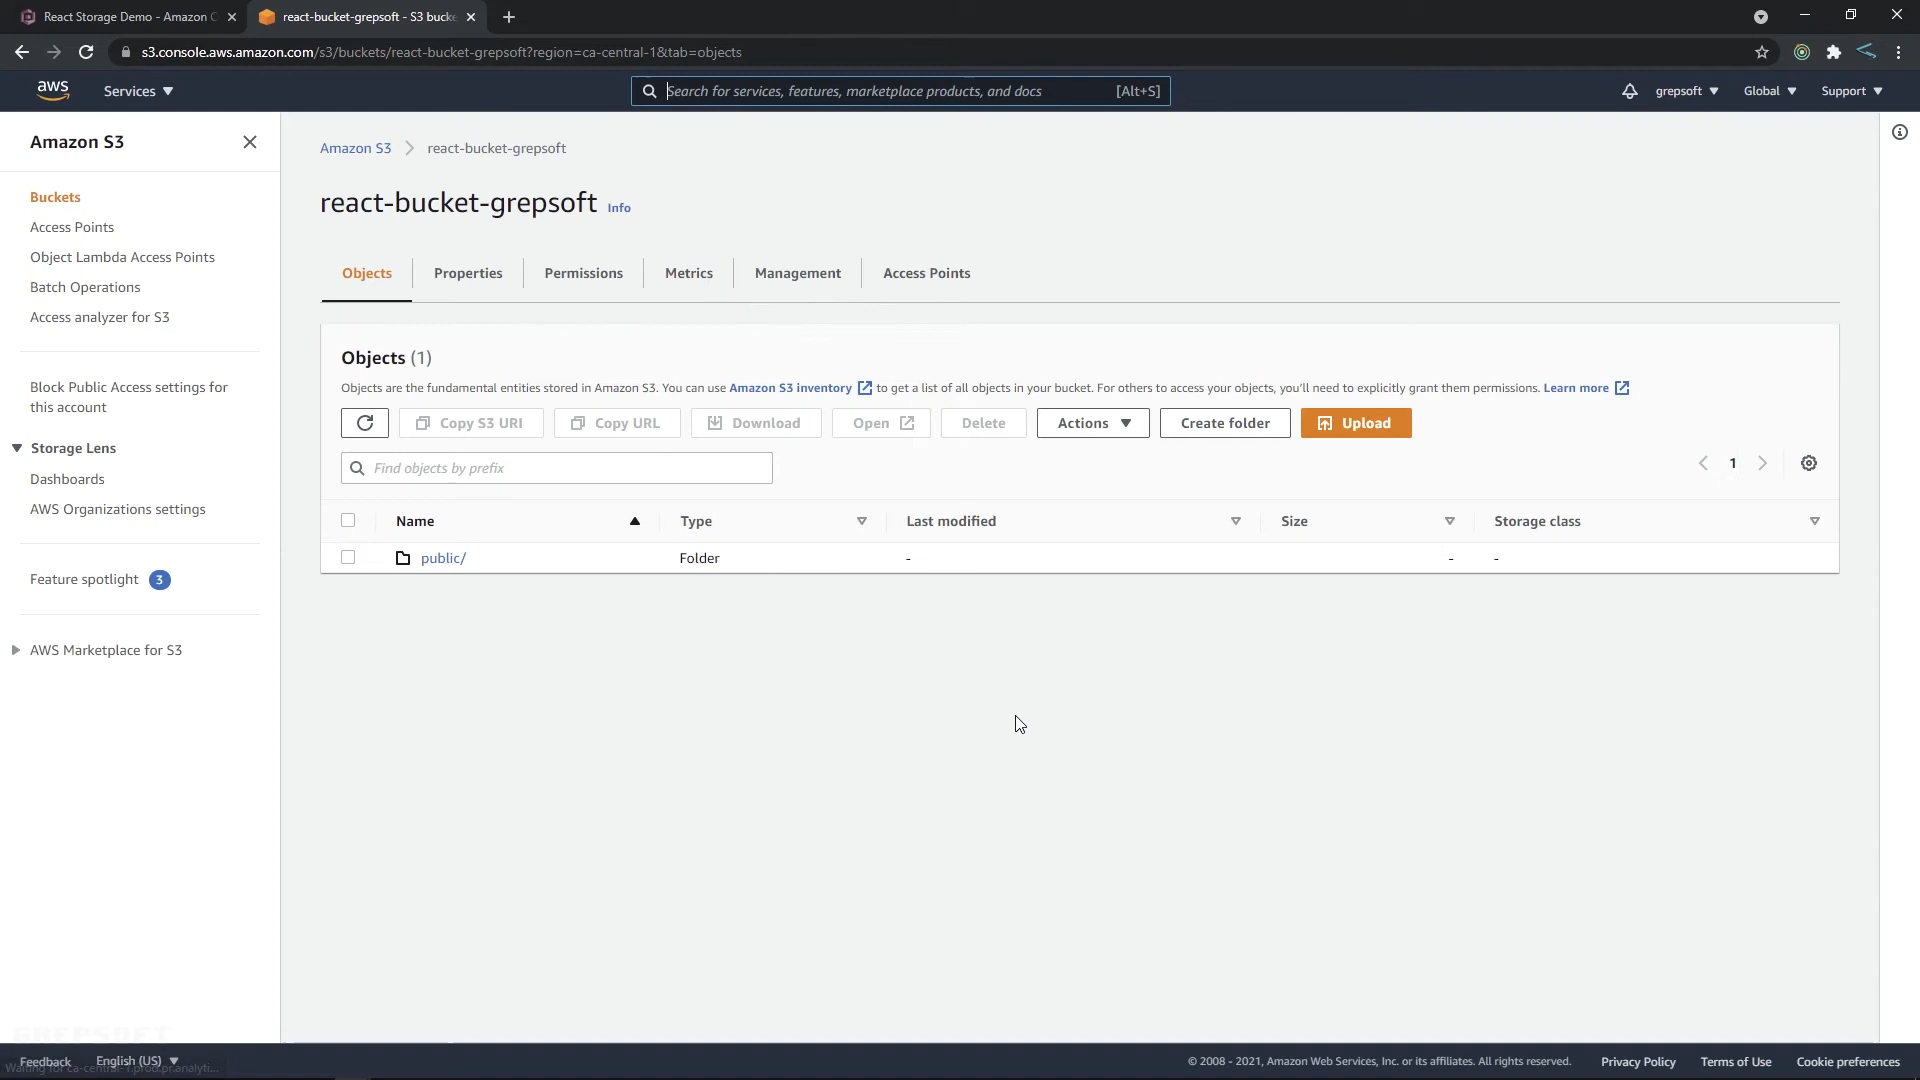 React Storage Demo - Amazon C
react-bucket-grepsoft - S3 bucke
s3.console.aws.amazon.com/s3/buckets/react-bucket-grepsoft?region=ca-central-1&tab=objects
aws
Services
Search for services, features, marketplace products, and docs
[Alt+S]
grepsoft
Global
Support
Amazon S3
Buckets
Access Points
Object Lambda Access Points
Batch Operations
Access analyzer for S3
Block Public Access settings for
this account
Storage Lens
Dashboards
AWS Organizations settings
Feature spotlight 3
AWS Marketplace for S3
Amazon S3
react-bucket-grepsoft
react-bucket-grepsoft Info
Objects
Properties
Permissions
Metrics
Management
Access Points
Objects (1)
Objects are the fundamental entities stored in Amazon S3. You can use Amazon S3 inventory to get a list of all objects in your bucket. For others to access your objects, you'll need to explicitly grant them permissions. Learn more
Copy S3 URI
Copy URL
Download
Open
Delete
Actions
Create folder
Upload
Find objects by prefix
1
Name
Type
Last modified
Size
Storage class
public/
Folder
-
-
-
GREPSOFT
Feedback
English (US)
Waiting for ca-central-1.prod.pr.analyti...
© 2008 - 2021, Amazon Web Services, Inc. or its affiliates. All rights reserved.
Privacy Policy
Terms of Use
Cookie preferences